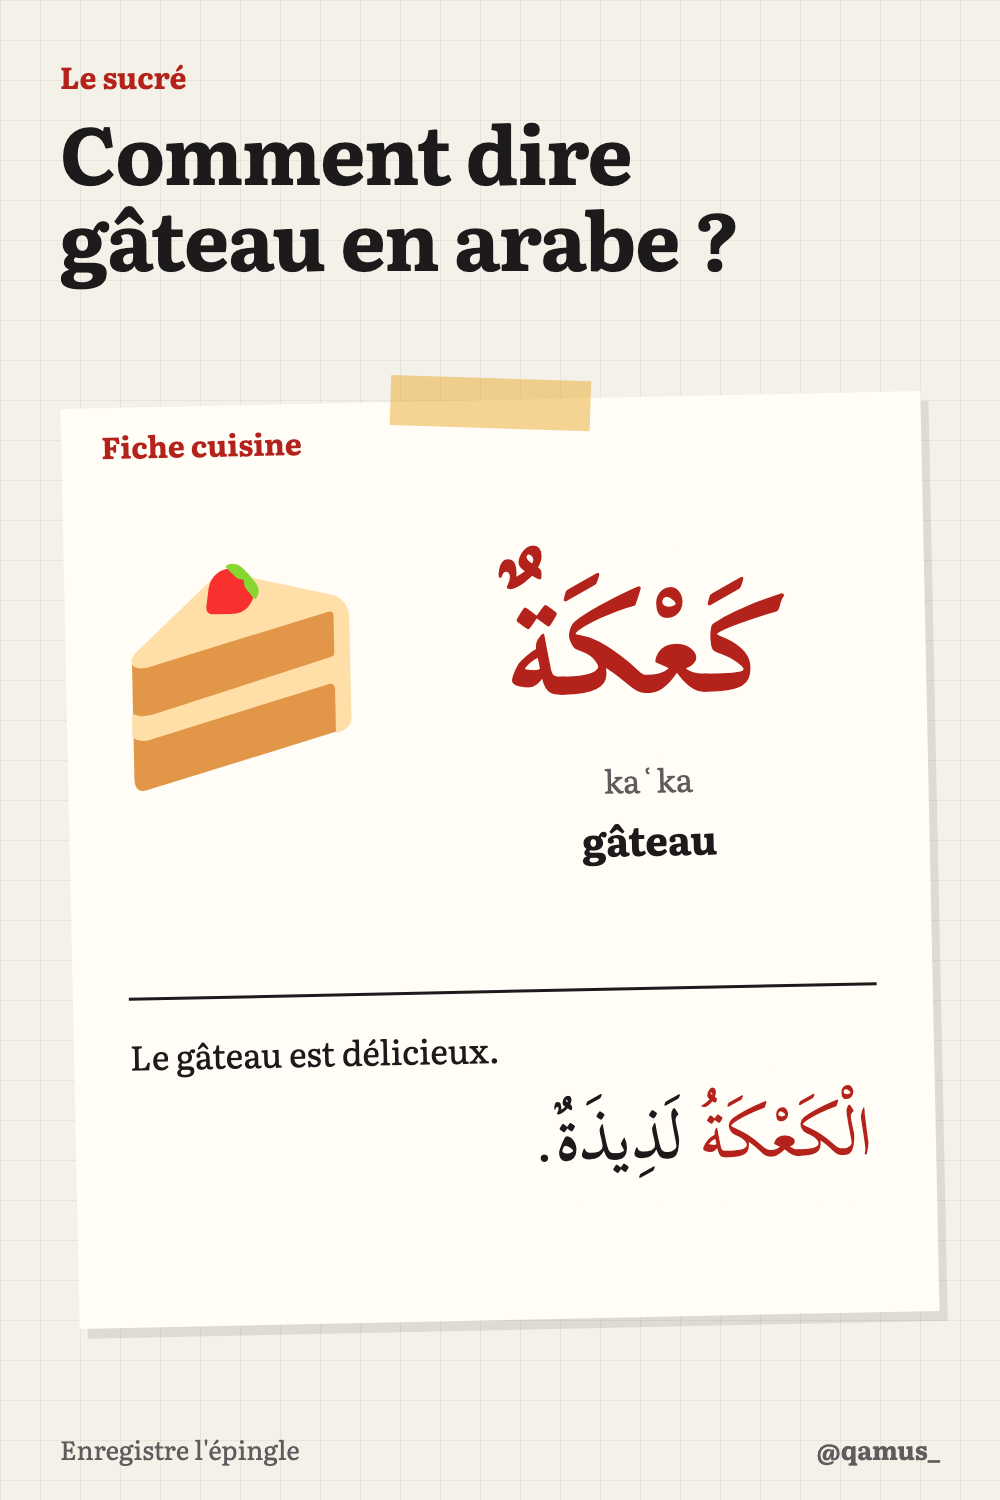 Le sucré
Comment dire
gâteau en arabe ?
Fiche cuisine
كَعْكَةٌ
kaʿka
gâteau
Le gâteau est délicieux.
الْكَعْكَةُ لَذِيذَةٌ.
Enregistre l'épingle
@qamus_